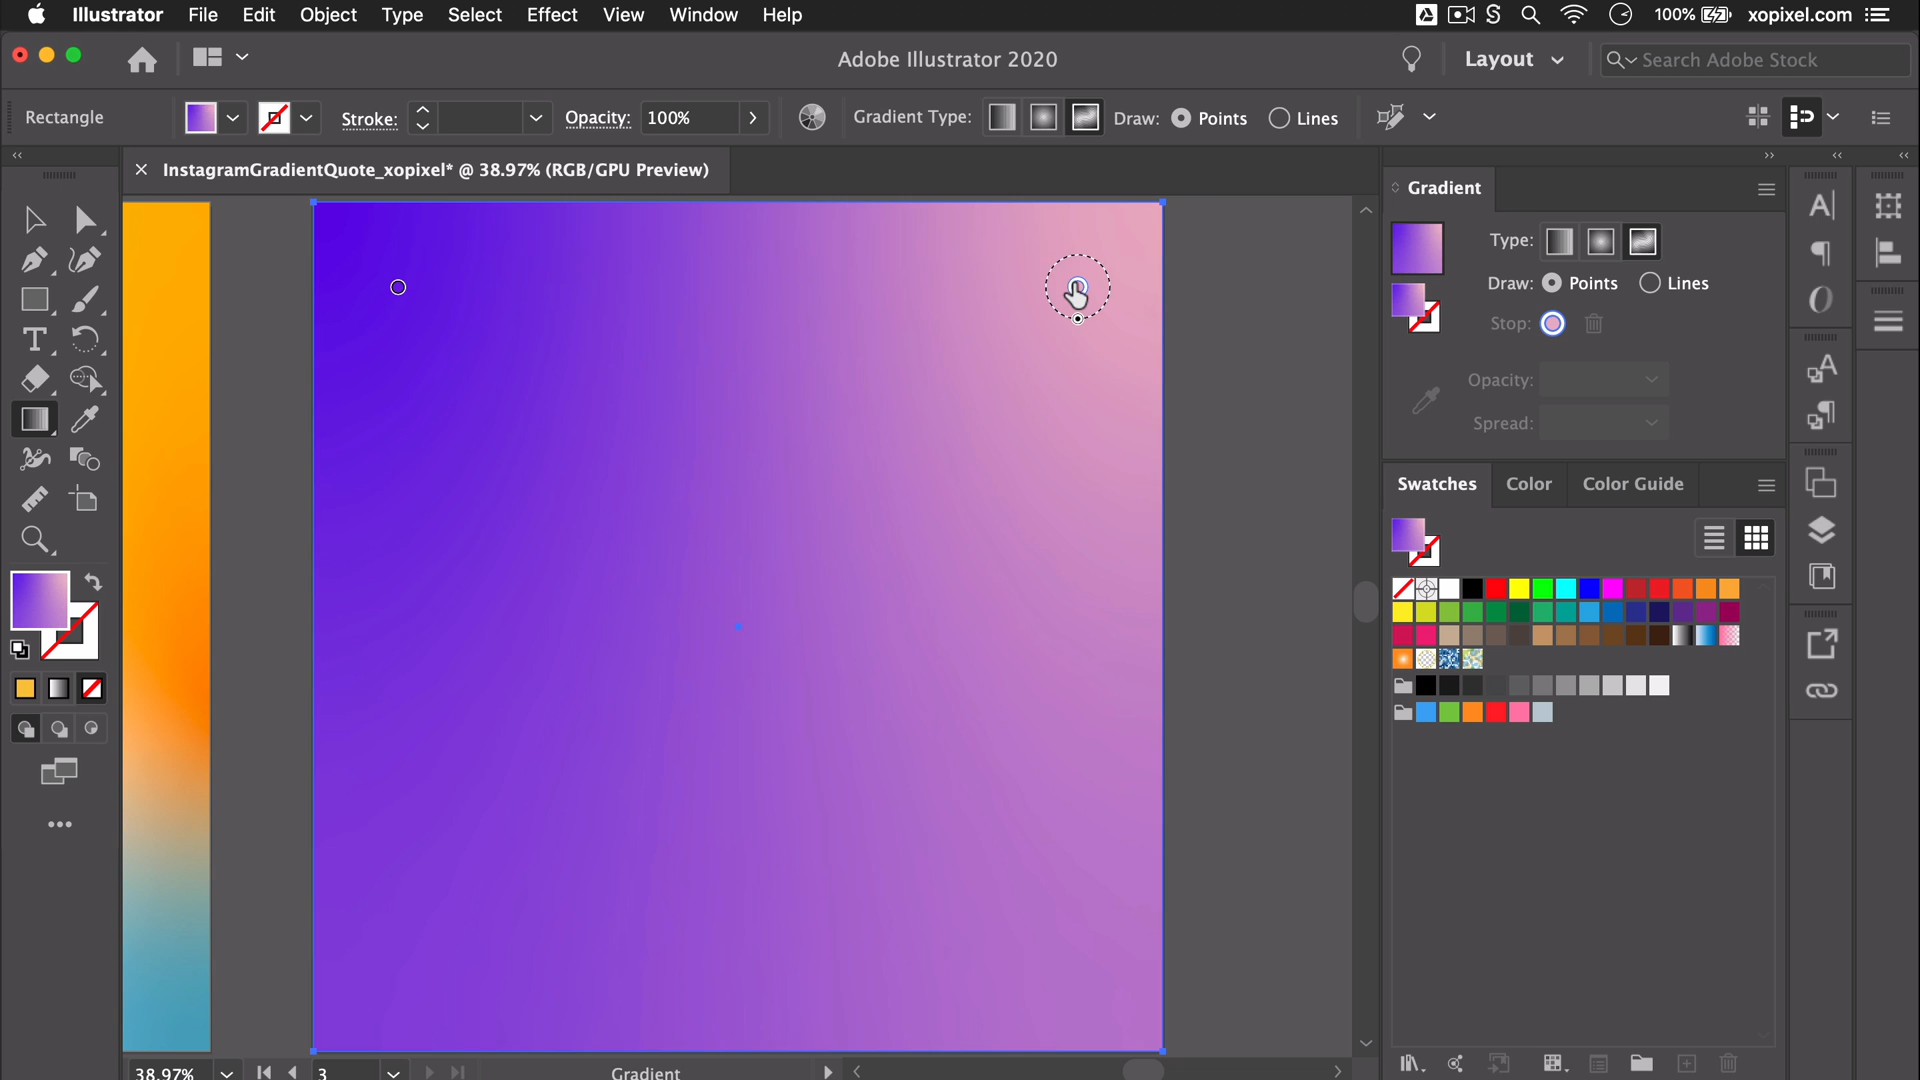 Illustrator File Edit Object Type Select Effect View Window Help 100% xopixel.com
Adobe Illustrator 2020 Layout Search Adobe Stock
Rectangle Stroke: Opacity: 100% Gradient Type: Draw: Points Lines
InstagramGradientQuote_xopixel* @ 38.97% (RGB/GPU Preview)
Gradient
Type:
Draw: Points Lines
Stop:
Opacity:
Spread:
Swatches Color Color Guide
38.97% 3 Gradient